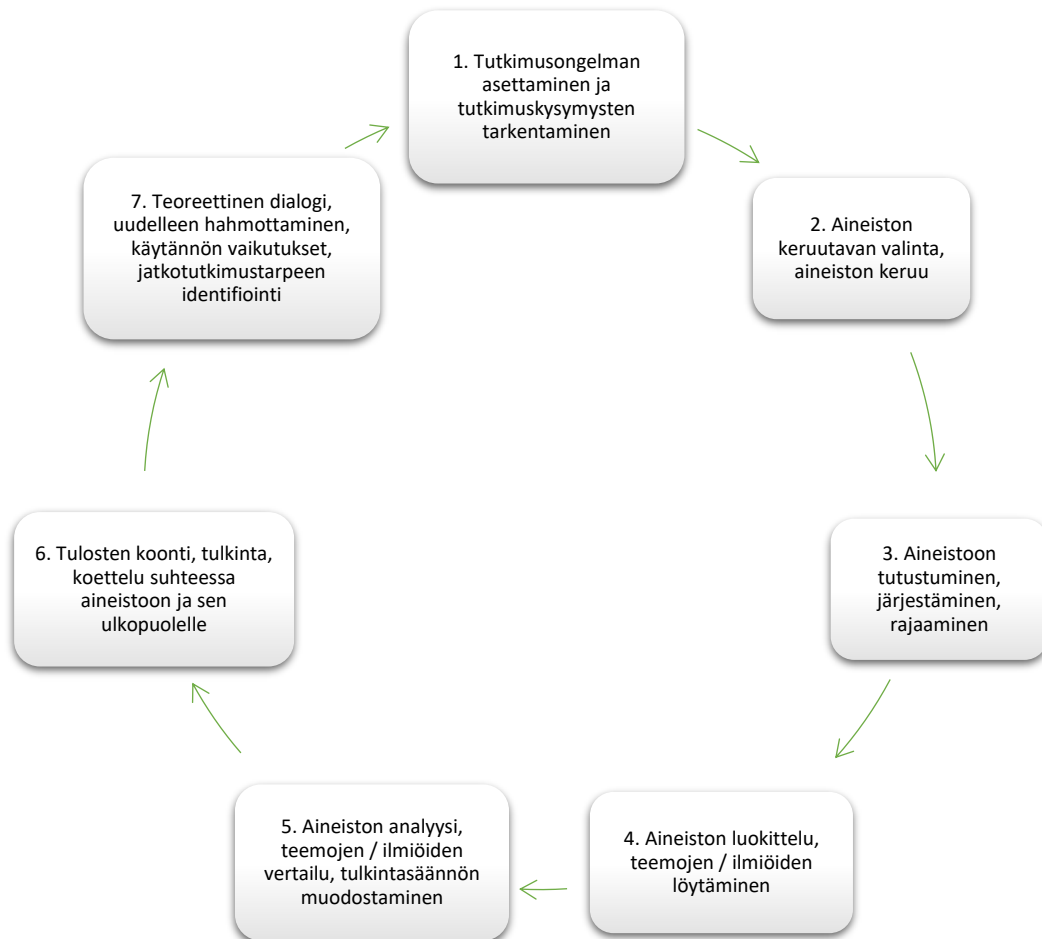 1. Tutkimusongelman
asettaminen ja
tutkimuskysymysten
tarkentaminen
2. Aineiston
keruutavan valinta,
aineiston keruu
3. Aineistoon
tutustuminen,
järjestäminen,
rajaaminen
4. Aineiston luokittelu,
teemojen / ilmiöiden
löytäminen
5. Aineiston analyysi,
teemojen / ilmiöiden
vertailu, tulkintasäännön
muodostaminen
6. Tulosten koonti, tulkinta,
koettelu suhteessa
aineistoon ja sen
ulkopuolelle
7. Teoreettinen dialogi,
uudelleen hahmottaminen,
käytännön vaikutukset,
jatkotutkimustarpeen
identifiointi